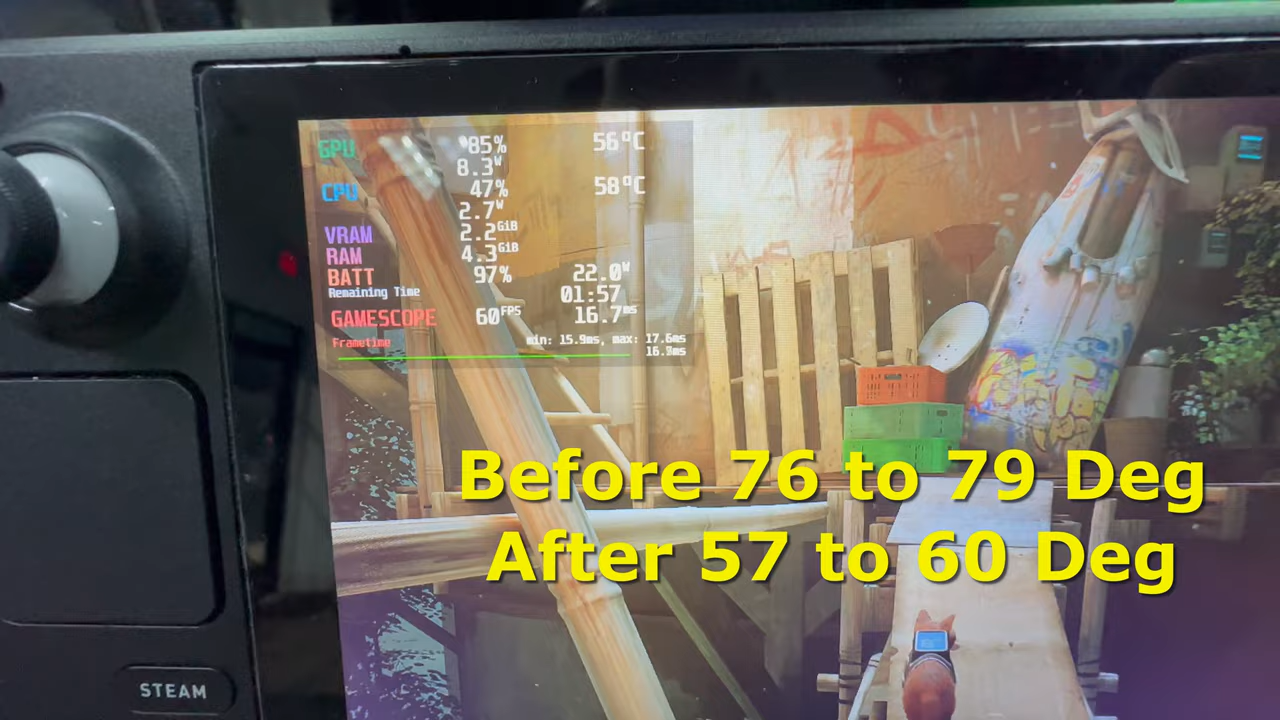 GPU 85% 56°C
8.3W
CPU 47% 58°C
2.7W
VRAM 2.2GiB
RAM 4.3GiB
BATT 97% 22.0W
Remaining Time 01:57
GAMESCOPE 60FPS 16.7ms
Frametime min: 15.9ms, max: 17.6ms
Before 76 to 79 Deg
After 57 to 60 Deg
STEAM